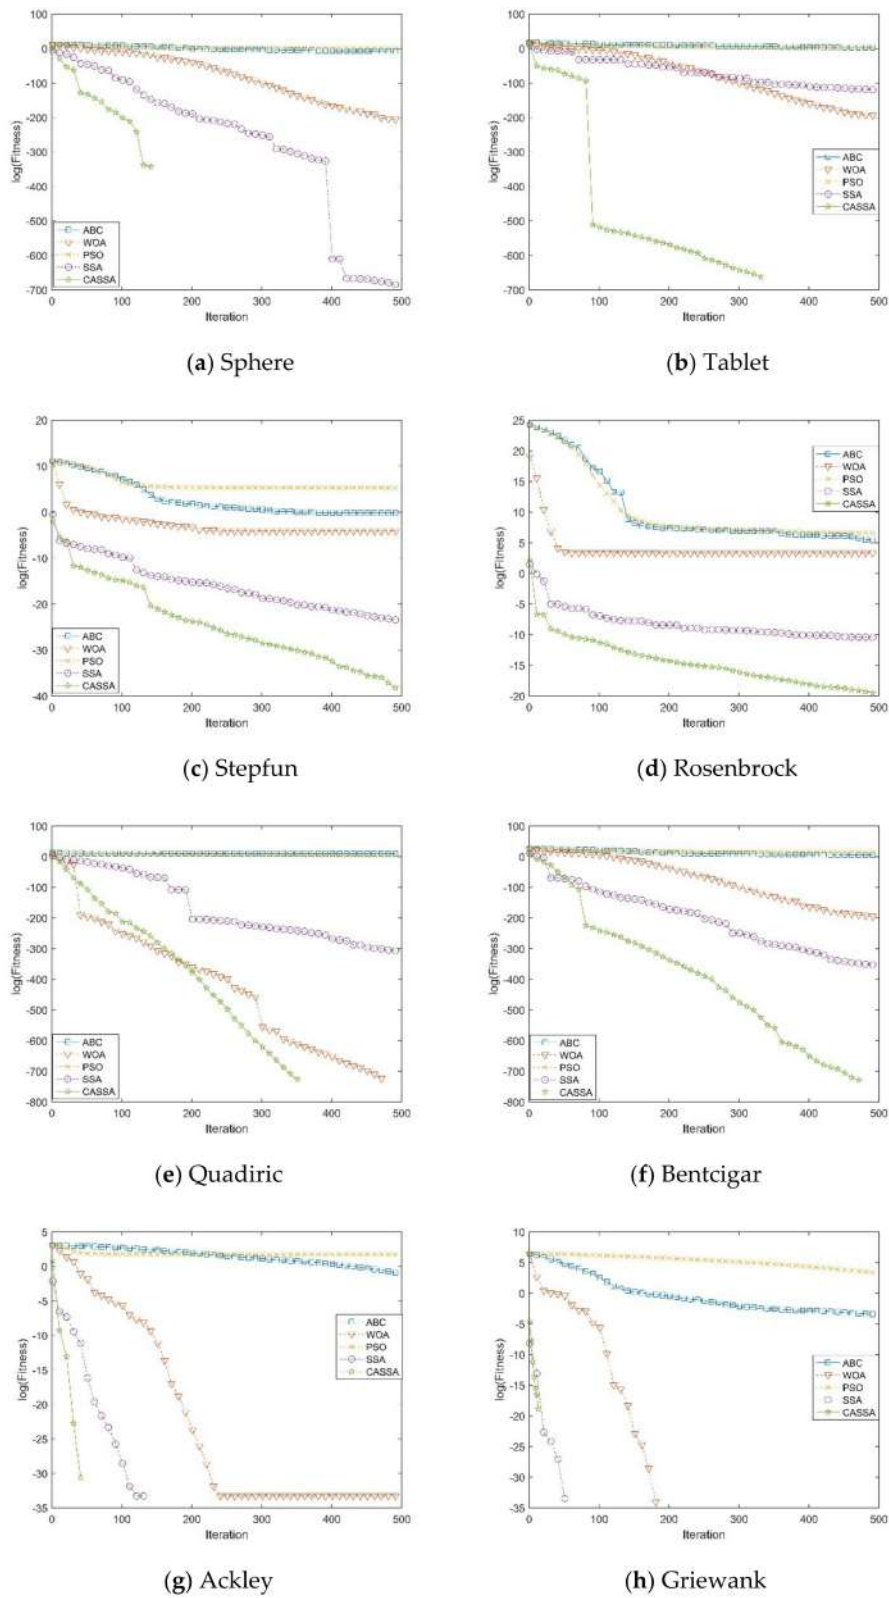 100
0
-100
-200
-300
-400
-500
-600
-700
log(Fitness)
ABC
WOA
PSO
SSA
CASSA
0 100 200 300 400 500
Iteration
(a) Sphere
100
0
-100
-200
-300
-400
-500
-600
-700
log(Fitness)
ABC
WOA
PSO
SSA
CASSA
0 100 200 300 400 500
Iteration
(b) Tablet
20
10
0
-10
-20
-30
-40
log(Fitness)
ABC
WOA
PSO
SSA
CASSA
0 100 200 300 400 500
Iteration
(c) Stepfun
25
20
15
10
5
0
-5
-10
-15
-20
log(Fitness)
ABC
WOA
PSO
SSA
CASSA
0 100 200 300 400 500
Iteration
(d) Rosenbrock
100
0
-100
-200
-300
-400
-500
-600
-700
-800
log(Fitness)
ABC
WOA
PSO
SSA
CASSA
0 100 200 300 400 500
Iteration
(e) Quadiric
100
0
-100
-200
-300
-400
-500
-600
-700
-800
log(Fitness)
ABC
WOA
PSO
SSA
CASSA
0 100 200 300 400 500
Iteration
(f) Bentcigar
5
0
-5
-10
-15
-20
-25
-30
-35
log(Fitness)
ABC
WOA
PSO
SSA
CASSA
0 100 200 300 400 500
Iteration
(g) Ackley
10
5
0
-5
-10
-15
-20
-25
-30
-35
log(Fitness)
ABC
WOA
PSO
SSA
CASSA
0 100 200 300 400 500
Iteration
(h) Griewank